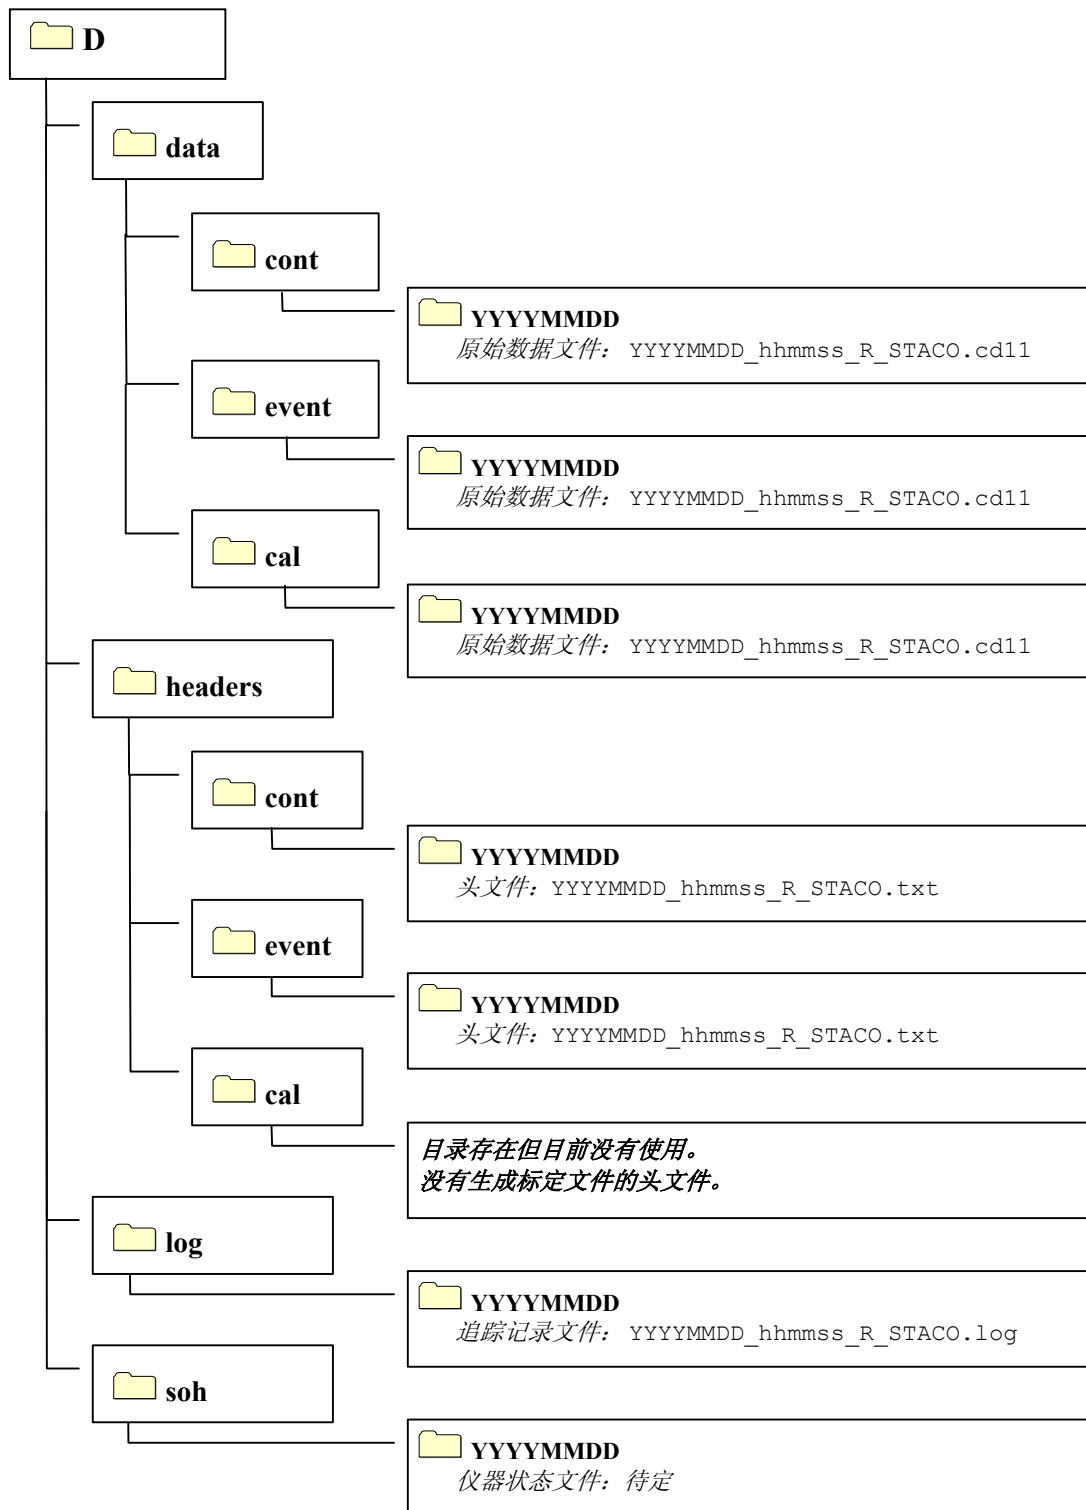 D
data
cont
YYYYMMDD
原始数据文件： YYYYMMDD_hhmmss_R_STACO.cd11
event
YYYYMMDD
原始数据文件： YYYYMMDD_hhmmss_R_STACO.cd11
cal
YYYYMMDD
原始数据文件： YYYYMMDD_hhmmss_R_STACO.cd11
headers
cont
YYYYMMDD
头文件：YYYYMMDD_hhmmss_R_STACO.txt
event
YYYYMMDD
头文件：YYYYMMDD_hhmmss_R_STACO.txt
cal
目录存在但目前没有使用。
没有生成标定文件的头文件。
log
YYYYMMDD
追踪记录文件： YYYYMMDD_hhmmss_R_STACO.log
soh
YYYYMMDD
仪器状态文件：待定